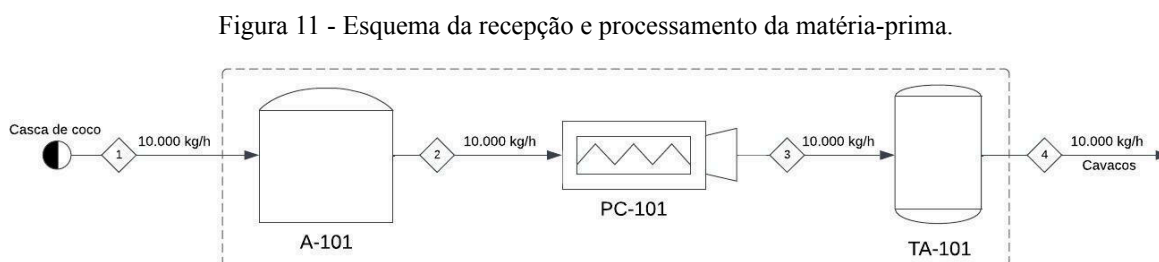 Figura 11 - Esquema da recepção e processamento da matéria-prima.
Casca de coco
1
10.000 kg/h
2
10.000 kg/h
3
10.000 kg/h
4
10.000 kg/h
Cavacos
A-101
PC-101
TA-101